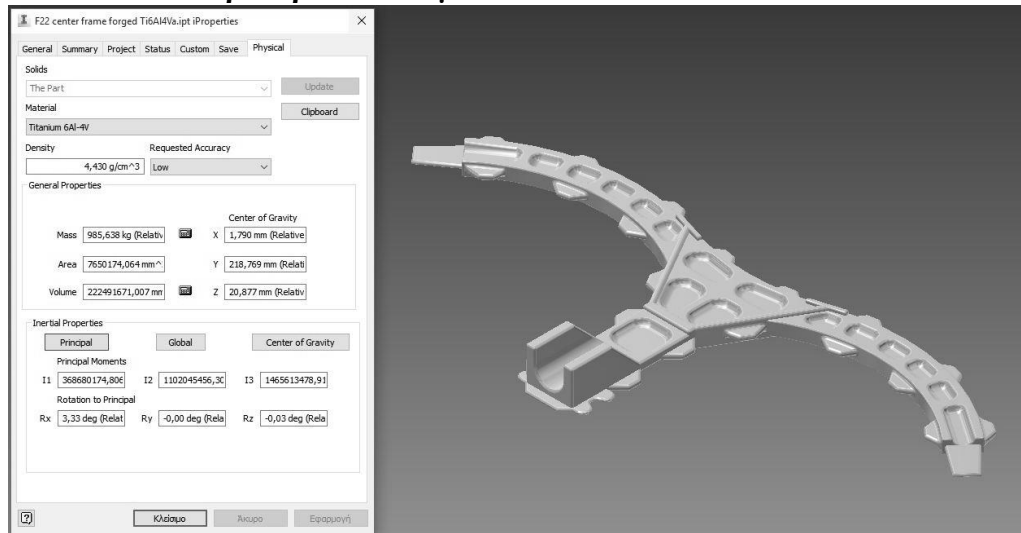 F22 center frame forged Ti6Al4Va.ipt iProperties
General Summary Project Status Custom Save Physical
Solids
The Part
Update
Material
Clipboard
Titanium 6Al-4V
Density Requested Accuracy
4,430 g/cm^3 Low
General Properties
Center of Gravity
Mass 985,638 kg (Relativ X 1,790 mm (Relative
Area 7650174,064 mm^ Y 218,769 mm (Relati
Volume 222491671,007 mm Z 20,877 mm (Relativ
Inertial Properties
Principal Global Center of Gravity
Principal Moments
I1 368680174,806 I2 1102045456,30 I3 1465613478,91
Rotation to Principal
Rx 3,33 deg (Relat Ry -0,00 deg (Rela Rz -0,03 deg (Rela
Κλείσιμο Άκυρο Εφαρμογή